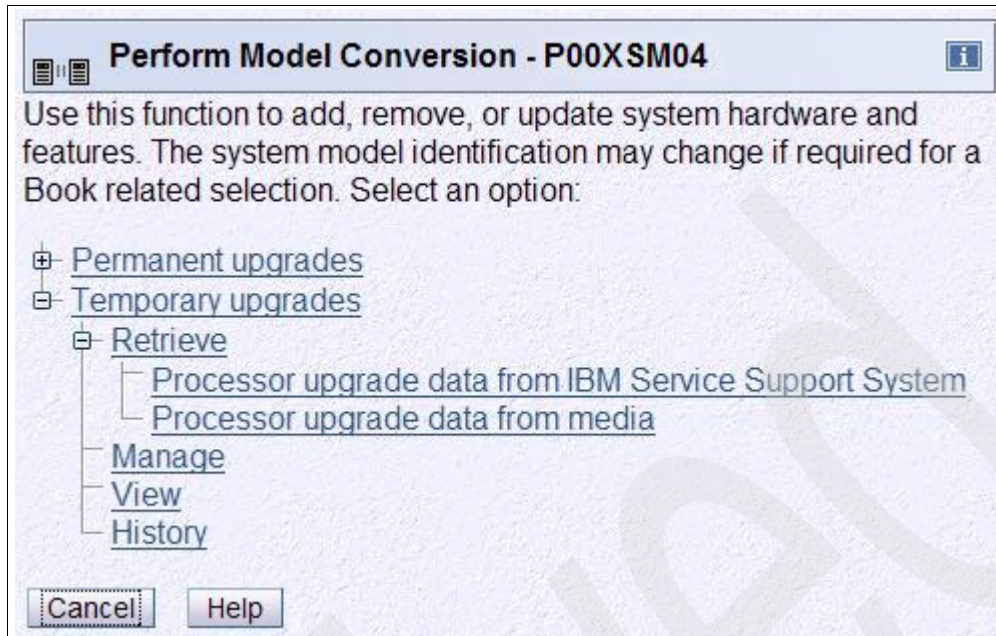 Perform Model Conversion - P00XSM04
i
Use this function to add, remove, or update system hardware and
features. The system model identification may change if required for a
Book related selection. Select an option:
Permanent upgrades
Temporary upgrades
Retrieve
Processor upgrade data from IBM Service Support System
Processor upgrade data from media
Manage
View
History
Cancel Help